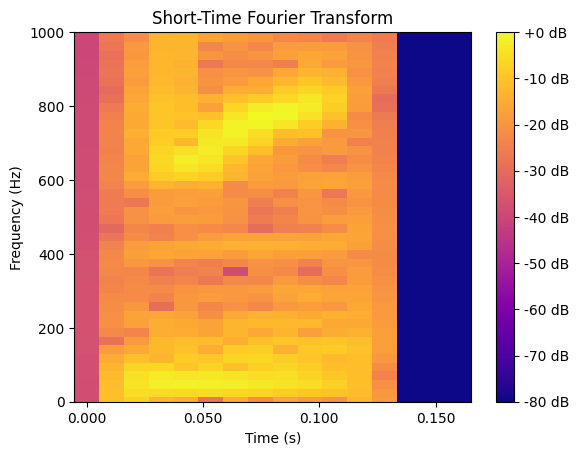 Short-Time Fourier Transform
1000
800
600
400
200
0
Frequency (Hz)
0.000
0.050
0.100
0.150
Time (s)
+0 dB
-10 dB
-20 dB
-30 dB
-40 dB
-50 dB
-60 dB
-70 dB
-80 dB